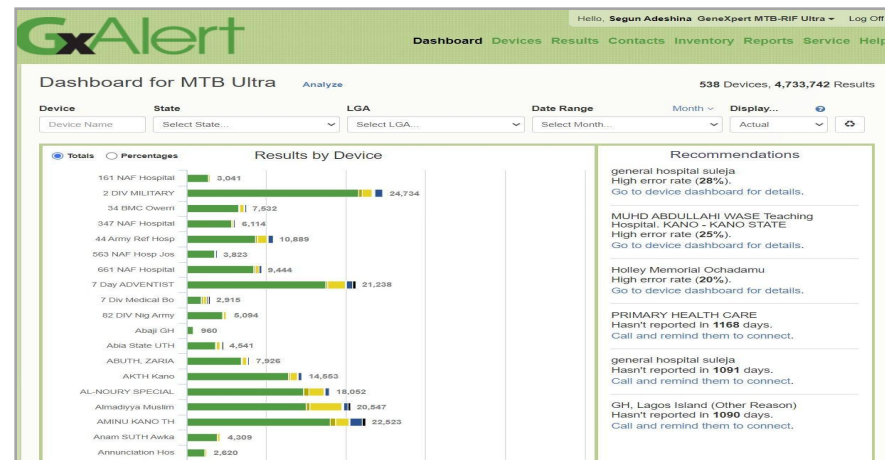 GxAlert
Hello, Segun Adeshina GeneXpert MTB-RIF Ultra Log Off
Dashboard Devices Results Contacts Inventory Reports Service Help
Dashboard for MTB Ultra Analyze
538 Devices, 4,733,742 Results
Device State LGA Date Range Month Display...
Device Name Select State... Select LGA... Select Month... Actual
Totals Percentages Results by Device
161 NAF Hospital 3,041
2 DIV MILITARY 24,734
34 BMC Owerri 7,532
347 NAF Hospital 6,114
44 Army Ref Hosp 10,889
563 NAF Hosp Jos 3,823
661 NAF Hospital 9,444
7 Day ADVENTIST 21,238
7 Div Medical Bo 2,915
82 DIV Nig Army 5,094
Abaji GH 960
Abia State UTH 4,541
ABUTH, ZARIA 7,926
AKTH Kano 14,553
AL-NOURY SPECIAL 18,052
Almadiyya Muslim 20,547
AMINU KANO TH 22,523
Anam SUTH Awka 4,309
Annunciation Hos 2,620
Recommendations
general hospital suleja
High error rate (28%).
Go to device dashboard for details.
MUHD ABDULLAHI WASE Teaching
Hospital. KANO - KANO STATE
High error rate (25%).
Go to device dashboard for details.
Holley Memorial Ochadamu
High error rate (20%).
Go to device dashboard for details.
PRIMARY HEALTH CARE
Hasn't reported in 1168 days.
Call and remind them to connect.
general hospital suleja
Hasn't reported in 1091 days.
Call and remind them to connect.
GH, Lagos Island (Other Reason)
Hasn't reported in 1090 days.
Call and remind them to connect.